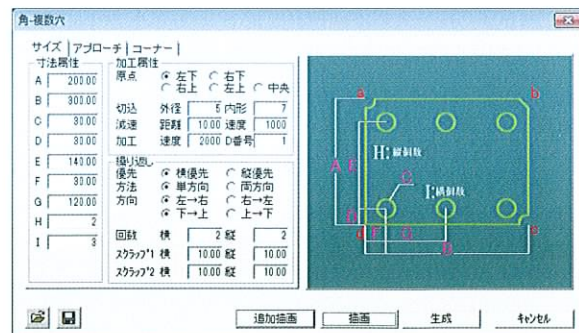 角-複数穴
サイズ アプローチ コーナー
寸法属性
A 200.00
B 300.00
C 30.00
D 30.00
E 140.00
F 30.00
G 120.00
H 2
I 3
加工属性
原点 左下 右下
右上 左上 中央
切込 外径 5 内形 7
減速 距離 10.00 速度 1000
加工 速度 2000 D番号 1
繰り返し
優先 横優先 縦優先
方法 単方向 両方向
方向 左→右 右→左
下→上 上→下
回数 横 2 縦 2
スクラップ1 横 10.00 縦 10.00
スクラップ2 横 10.00 縦 10.00
a b
H:縦個数
A E C
I:横個数
D
d F G c
B
追加描画 描画 生成 キャンセル